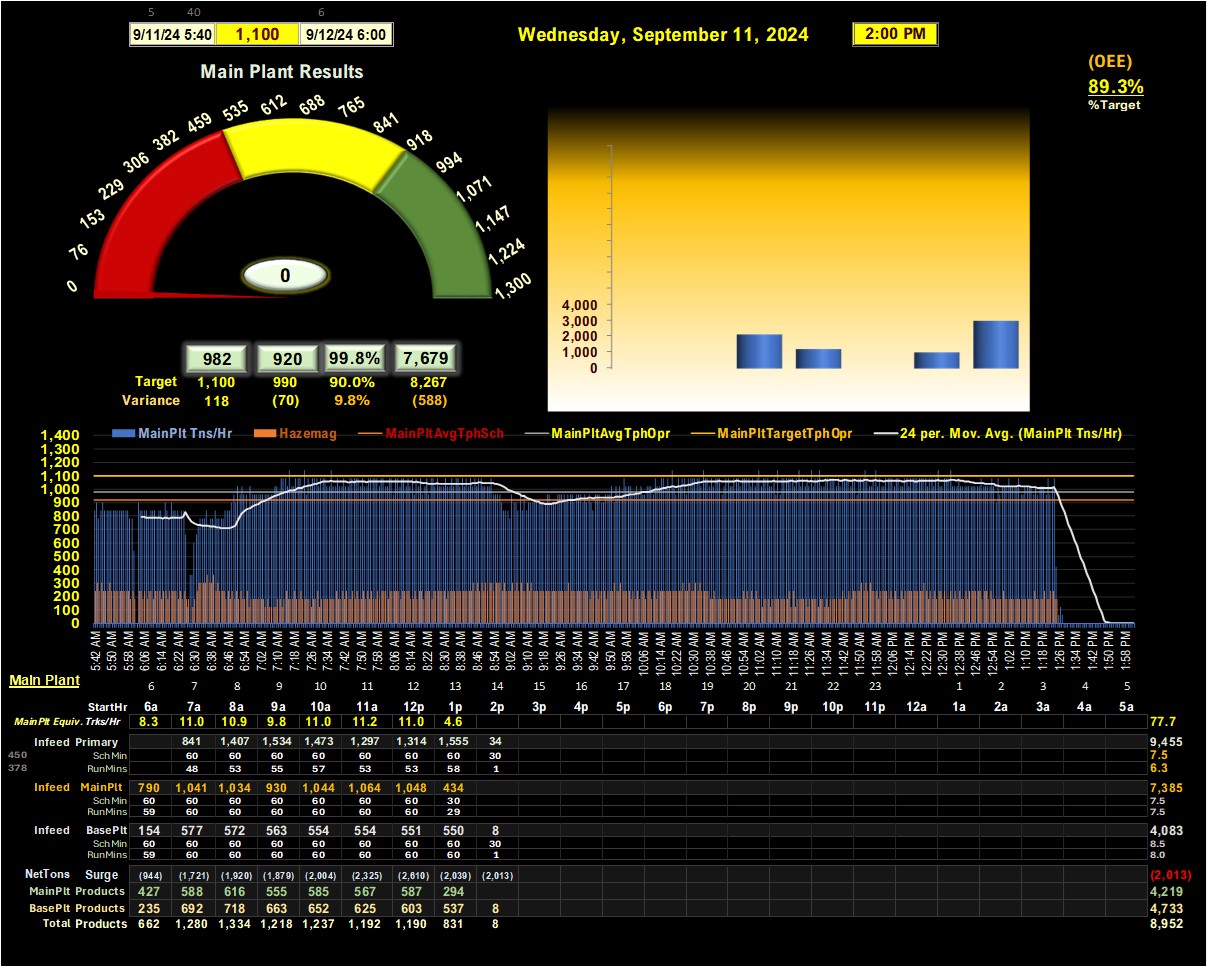 5 40 6
9/11/24 5:40 1,100 9/12/24 6:00
Wednesday, September 11, 2024
2:00 PM
(OEE)
89.3%
%Target
Main Plant Results
0
76
153
229
306
382
459
535
612
688
765
841
918
994
1,071
1,147
1,224
1,300
0
982 920 99.8% 7,679
Target 1,100 990 90.0% 8,267
Variance 118 (70) 9.8% (588)
4,000
3,000
2,000
1,000
0
MainPlt Tns/Hr Hazemag MainPltAvgTphSch MainPltAvgTphOpr MainPltTargetTphOpr 24 per. Mov. Avg. (MainPlt Tns/Hr)
1,400
1,300
1,200
1,100
1,000
900
800
700
600
500
400
300
200
100
0
5:42 AM
5:50 AM
5:58 AM
6:06 AM
6:14 AM
6:22 AM
6:30 AM
6:38 AM
6:46 AM
6:54 AM
7:02 AM
7:10 AM
7:18 AM
7:26 AM
7:34 AM
7:42 AM
7:50 AM
7:58 AM
8:06 AM
8:14 AM
8:22 AM
8:30 AM
8:38 AM
8:46 AM
8:54 AM
9:02 AM
9:10 AM
9:18 AM
9:26 AM
9:34 AM
9:42 AM
9:50 AM
9:58 AM
10:06 AM
10:14 AM
10:22 AM
10:30 AM
10:38 AM
10:46 AM
10:54 AM
11:02 AM
11:10 AM
11:18 AM
11:26 AM
11:34 AM
11:42 AM
11:50 AM
11:58 AM
12:06 PM
12:14 PM
12:22 PM
12:30 PM
12:38 PM
12:46 PM
12:54 PM
1:02 PM
1:10 PM
1:18 PM
1:26 PM
1:34 PM
1:42 PM
1:50 PM
1:58 PM
Main Plant
6 7 8 9 10 11 12 13 14 15 16 17 18 19 20 21 22 23 1 2 3 4 5
StartHr 6a 7a 8a 9a 10a 11a 12p 1p 2p 3p 4p 5p 6p 7p 8p 9p 10p 11p 12a 1a 2a 3a 4a 5a
MainPlt Equiv. Trks/Hr 8.3 11.0 10.9 9.8 11.0 11.2 11.0 4.6 77.7
Infeed Primary 841 1,407 1,534 1,473 1,297 1,314 1,555 34 9,455
450 SchMin 60 60 60 60 60 60 60 30 7.5
378 RunMins 48 53 55 57 53 53 58 1 6.3
Infeed MainPlt 790 1,041 1,034 930 1,044 1,064 1,048 434 7,385
SchMin 60 60 60 60 60 60 60 30 7.5
RunMins 59 60 60 60 60 60 60 29 7.5
Infeed BasePlt 154 577 572 563 554 554 551 550 8 4,083
SchMin 60 60 60 60 60 60 60 60 30 8.5
RunMins 59 60 60 60 60 60 60 60 1 8.0
NetTons Surge (944) (1,721) (1,920) (1,879) (2,004) (2,325) (2,610) (2,039) (2,013) (2,013)
MainPlt Products 427 588 616 555 585 567 587 294 4,219
BasePlt Products 235 692 718 663 652 625 603 537 8 4,733
Total Products 662 1,280 1,334 1,218 1,237 1,192 1,190 831 8 8,952